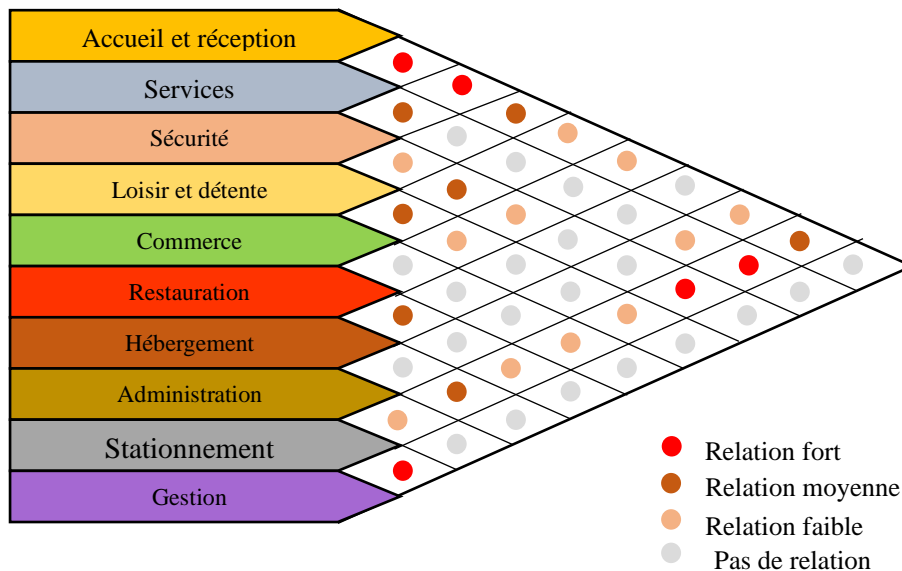 Accueil et réception
Services
Sécurité
Loisir et détente
Commerce
Restauration
Hébergement
Administration
Stationnement
Gestion
Relation fort
Relation moyenne
Relation faible
Pas de relation